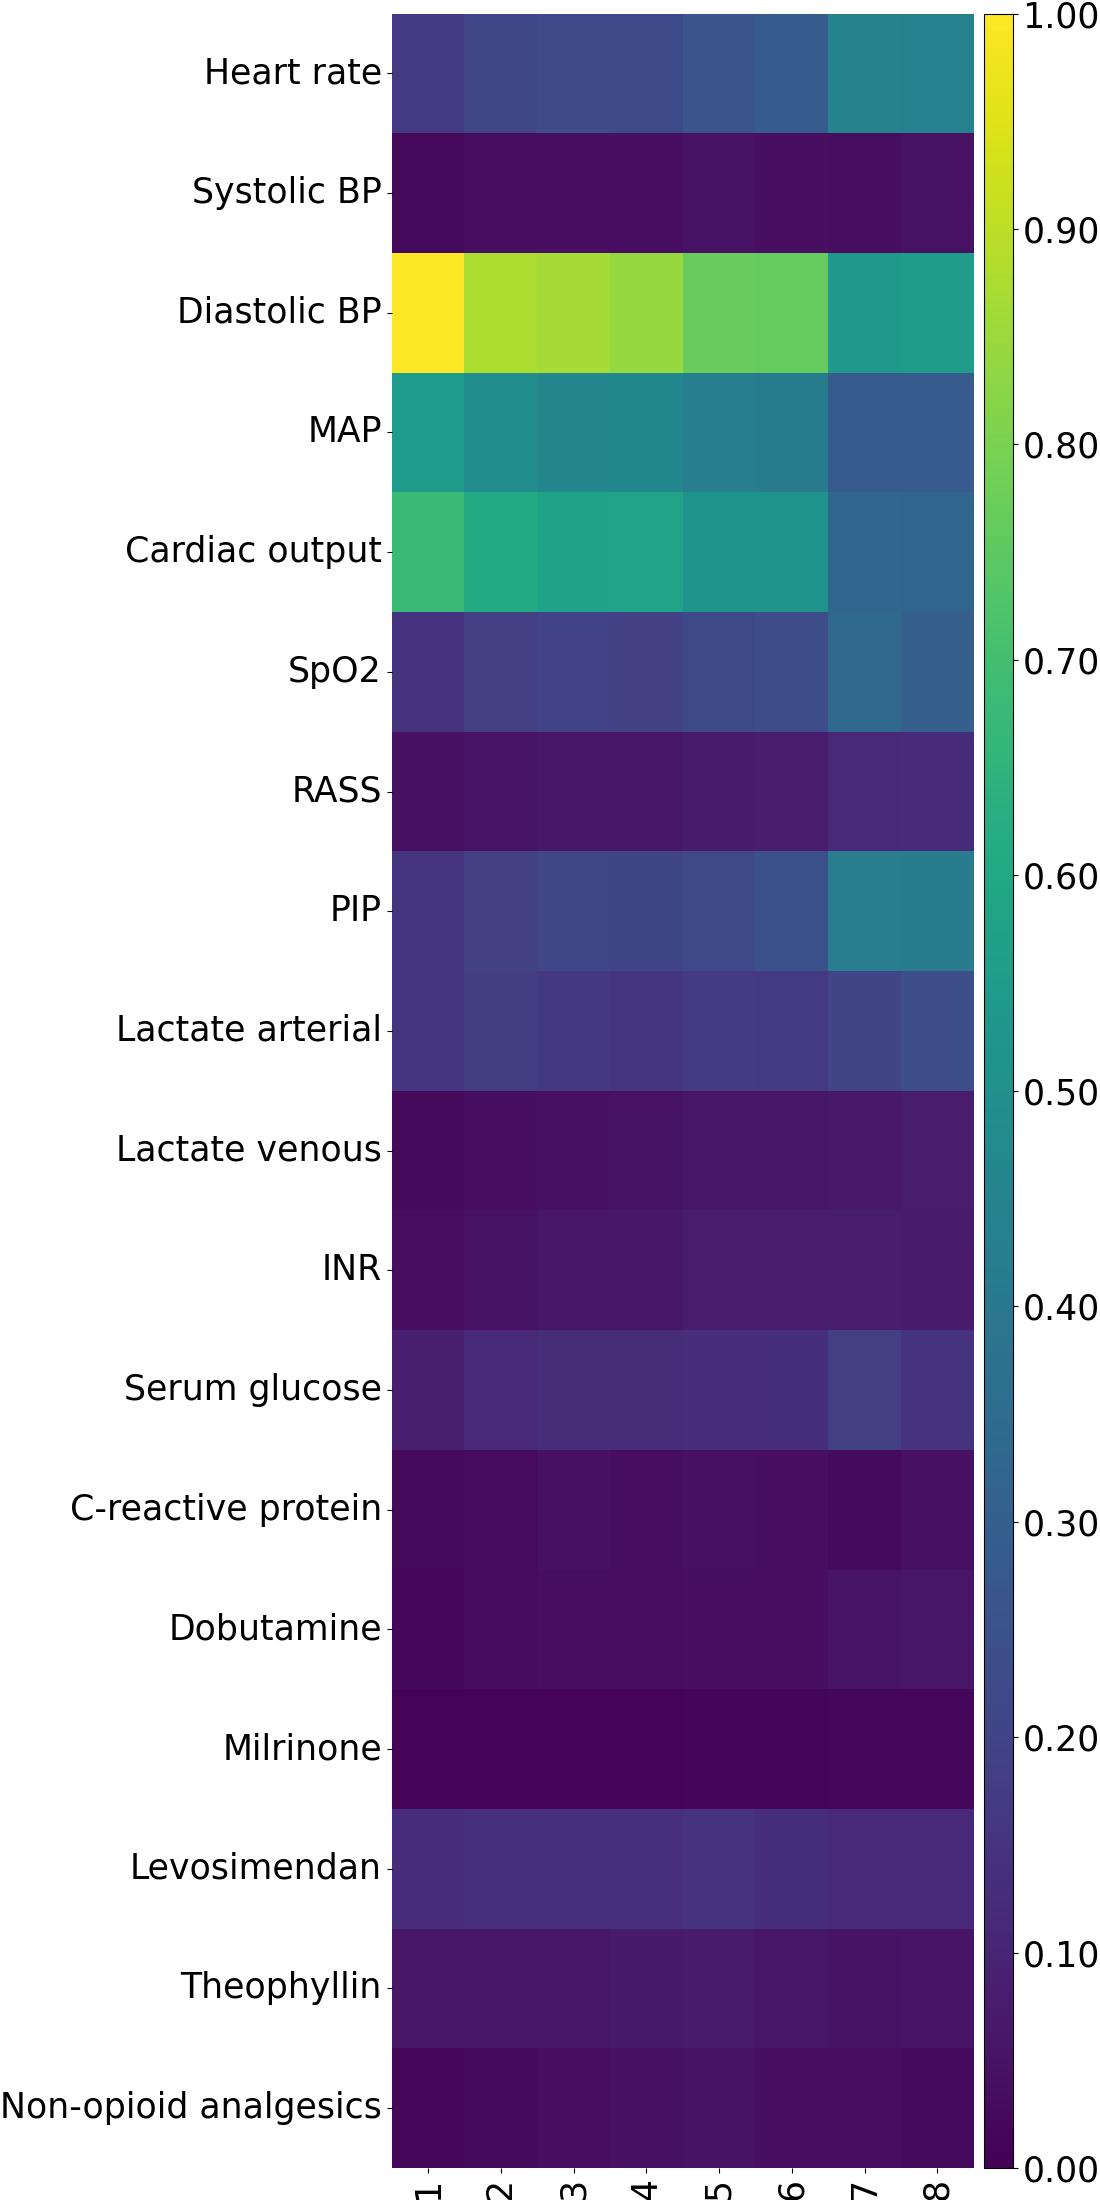 Heart rate
Systolic BP
Diastolic BP
MAP
Cardiac output
SpO2
RASS
PIP
Lactate arterial
Lactate venous
INR
Serum glucose
C-reactive protein
Dobutamine
Milrinone
Levosimendan
Theophyllin
Non-opioid analgesics
1 2 3 4 5 6 7 8
1.00
0.90
0.80
0.70
0.60
0.50
0.40
0.30
0.20
0.10
0.00